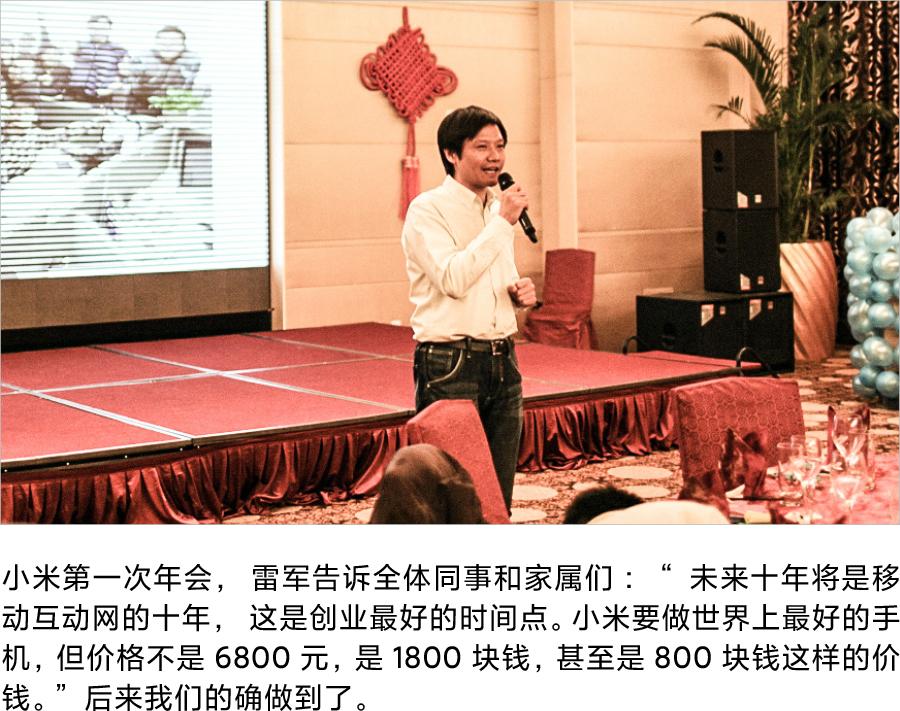 小米第一次年会， 雷军告诉全体同事和家属们：“ 未来十年将是移
动互动网的十年， 这是创业最好的时间点。小米要做世界上最好的手
机，但价格不是 6800 元，是 1800 块钱，甚至是 800 块钱这样的价
钱。” 后来我们的确做到了。